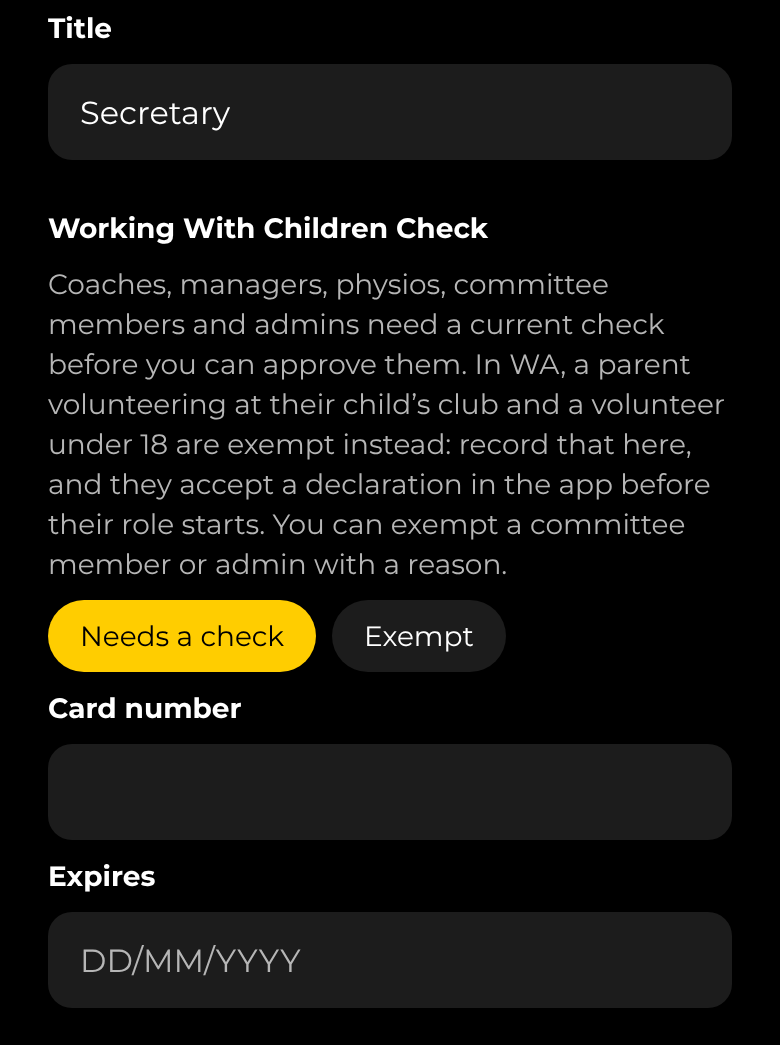 Title
Secretary
Working With Children Check
Coaches, managers, physios, committee
members and admins need a current check
before you can approve them. In WA, a parent
volunteering at their child’s club and a volunteer
under 18 are exempt instead: record that here,
and they accept a declaration in the app before
their role starts. You can exempt a committee
member or admin with a reason.
Needs a check
Exempt
Card number
Expires
DD/MM/YYYY